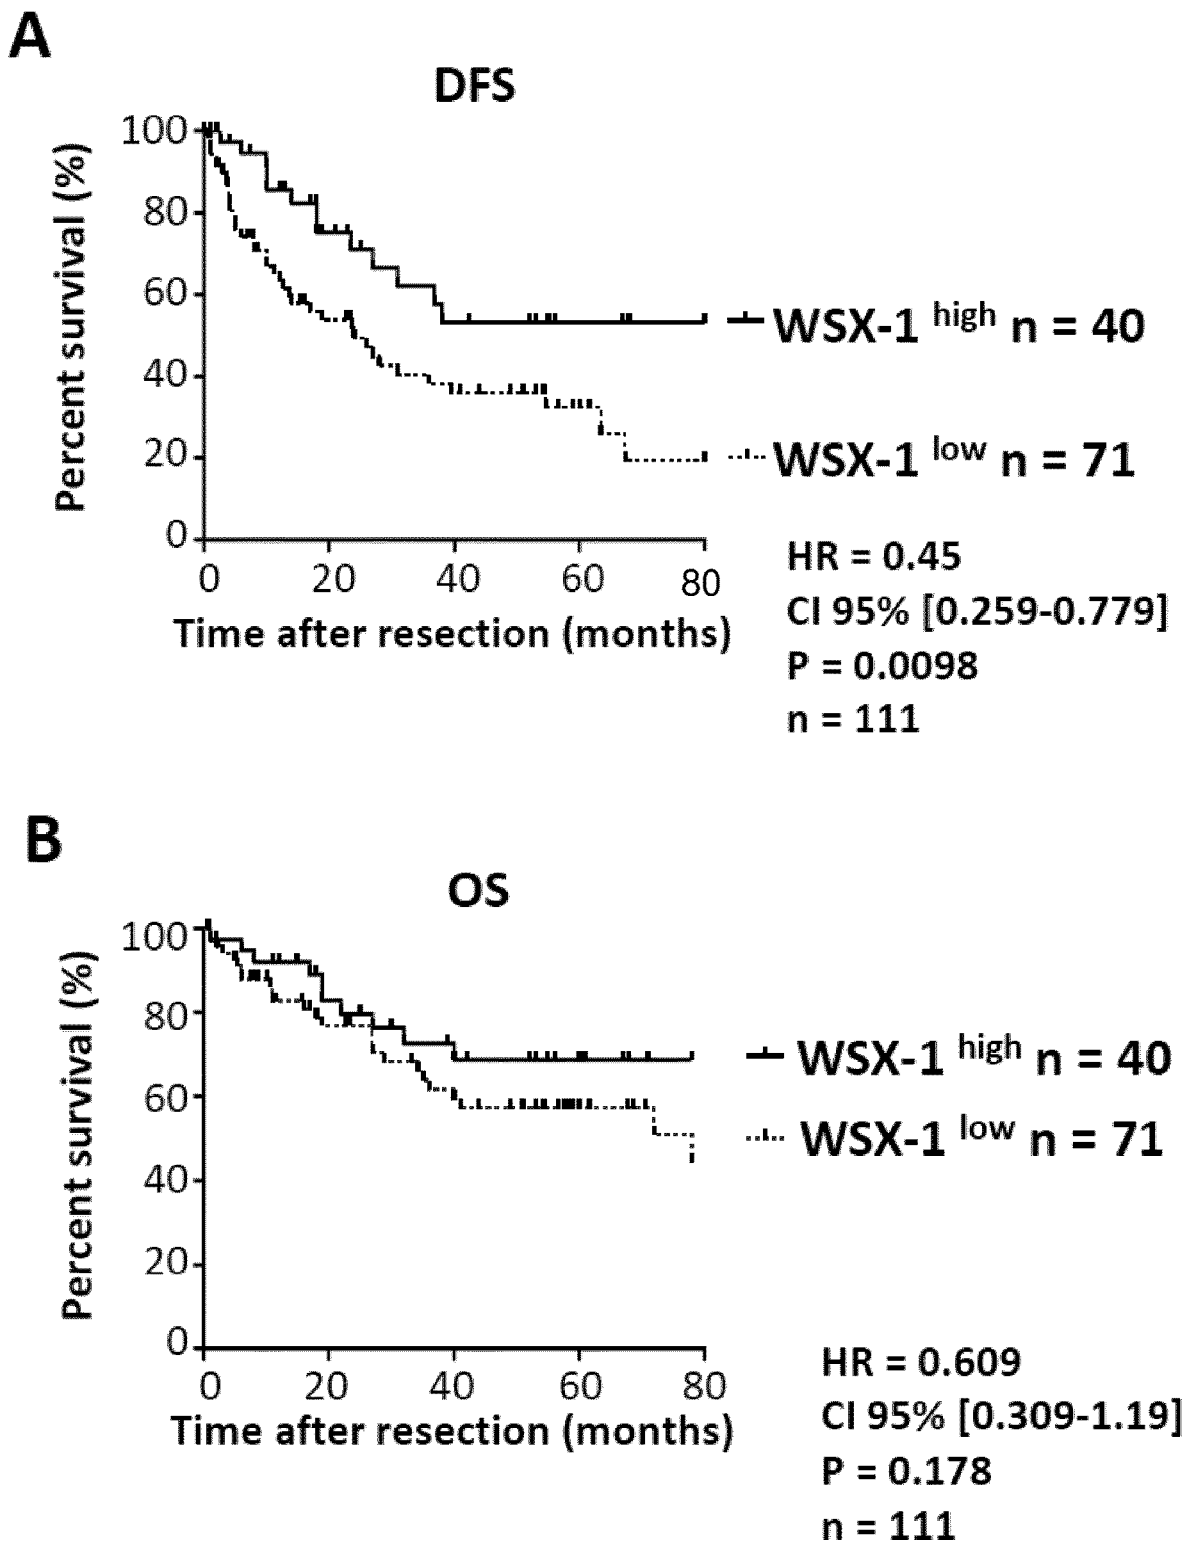 A
DFS
Percent survival (%)
100
80
60
40
20
0
0 20 40 60 80
Time after resection (months)
WSX-1 high n = 40
WSX-1 low n = 71
HR = 0.45
CI 95% [0.259-0.779]
P = 0.0098
n = 111
B
OS
Percent survival (%)
100
80
60
40
20
0
0 20 40 60 80
Time after resection (months)
WSX-1 high n = 40
WSX-1 low n = 71
HR = 0.609
CI 95% [0.309-1.19]
P = 0.178
n = 111